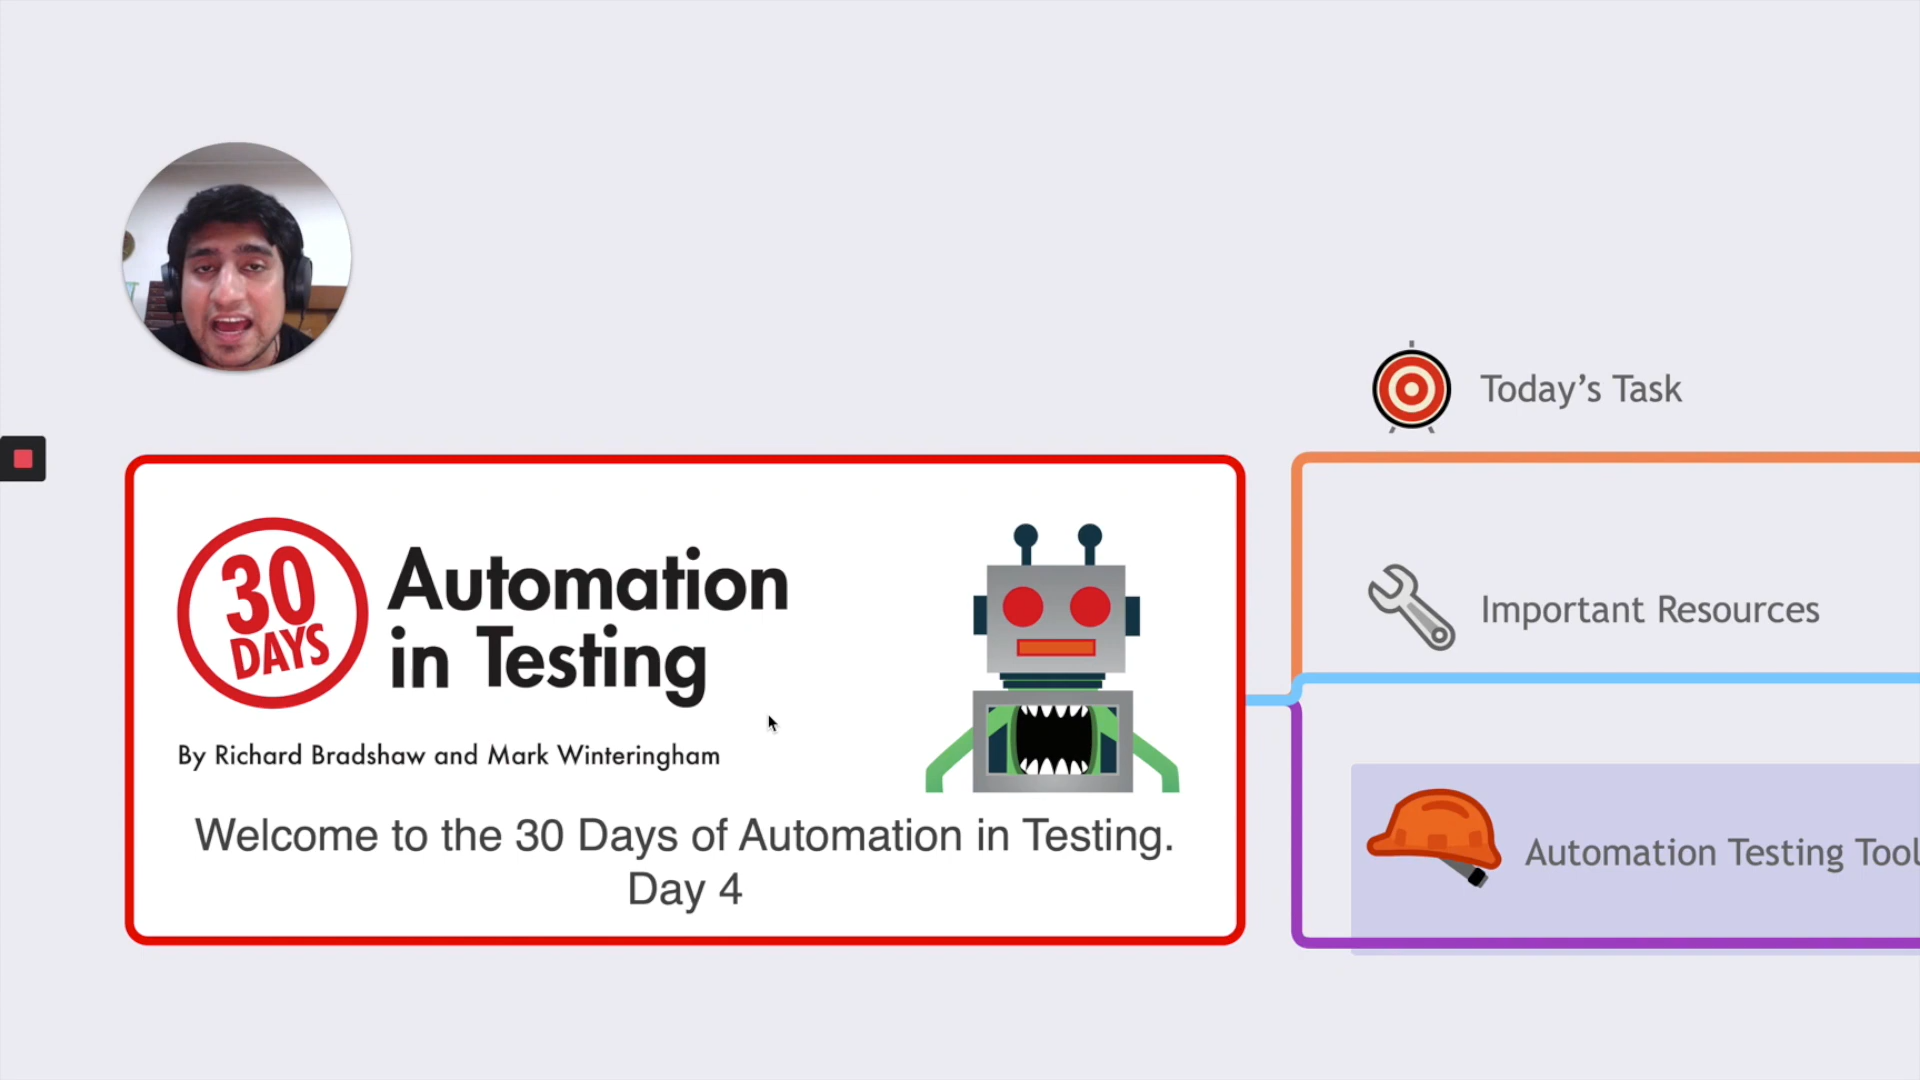 Today's Task
30
DAYS
Automation
in Testing
By Richard Bradshaw and Mark Winteringham
Welcome to the 30 Days of Automation in Testing.
Day 4
Important Resources
Automation Testing Tool